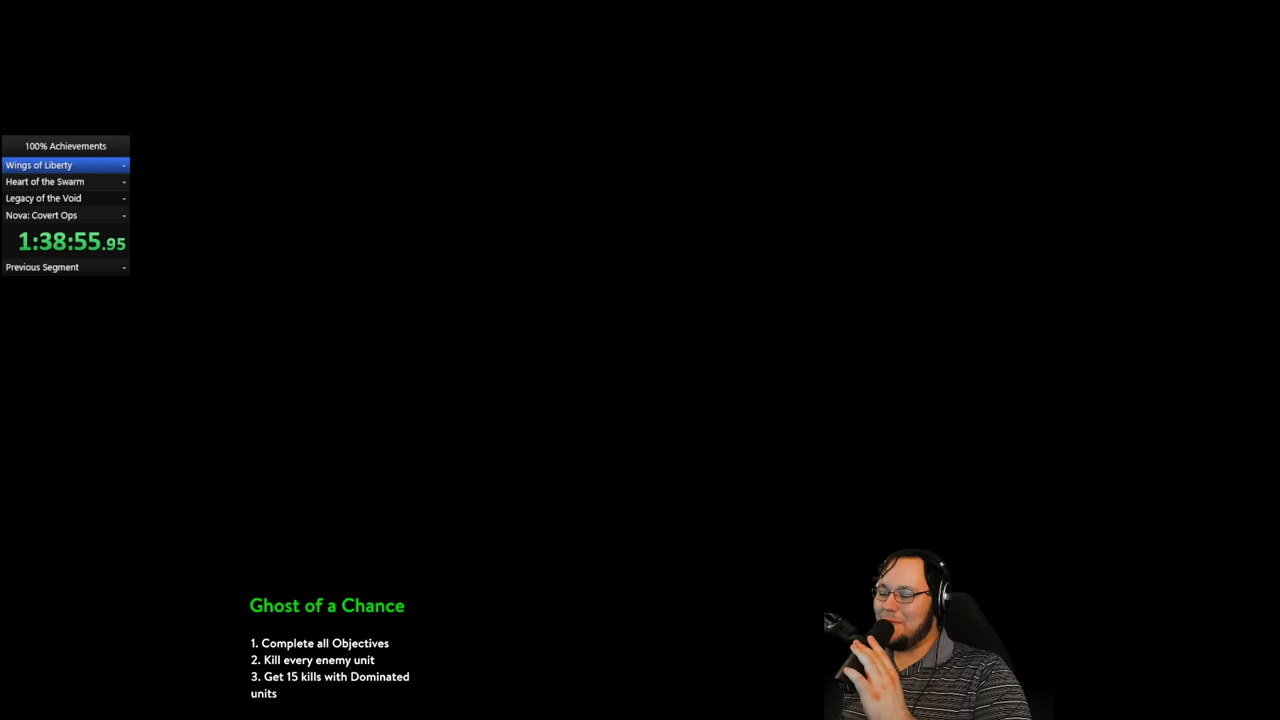 100% Achievements
Wings of Liberty -
Heart of the Swarm -
Legacy of the Void -
Nova: Covert Ops -
1:38:55.95
Previous Segment -
Ghost of a Chance
1. Complete all Objectives
2. Kill every enemy unit
3. Get 15 kills with Dominated
units